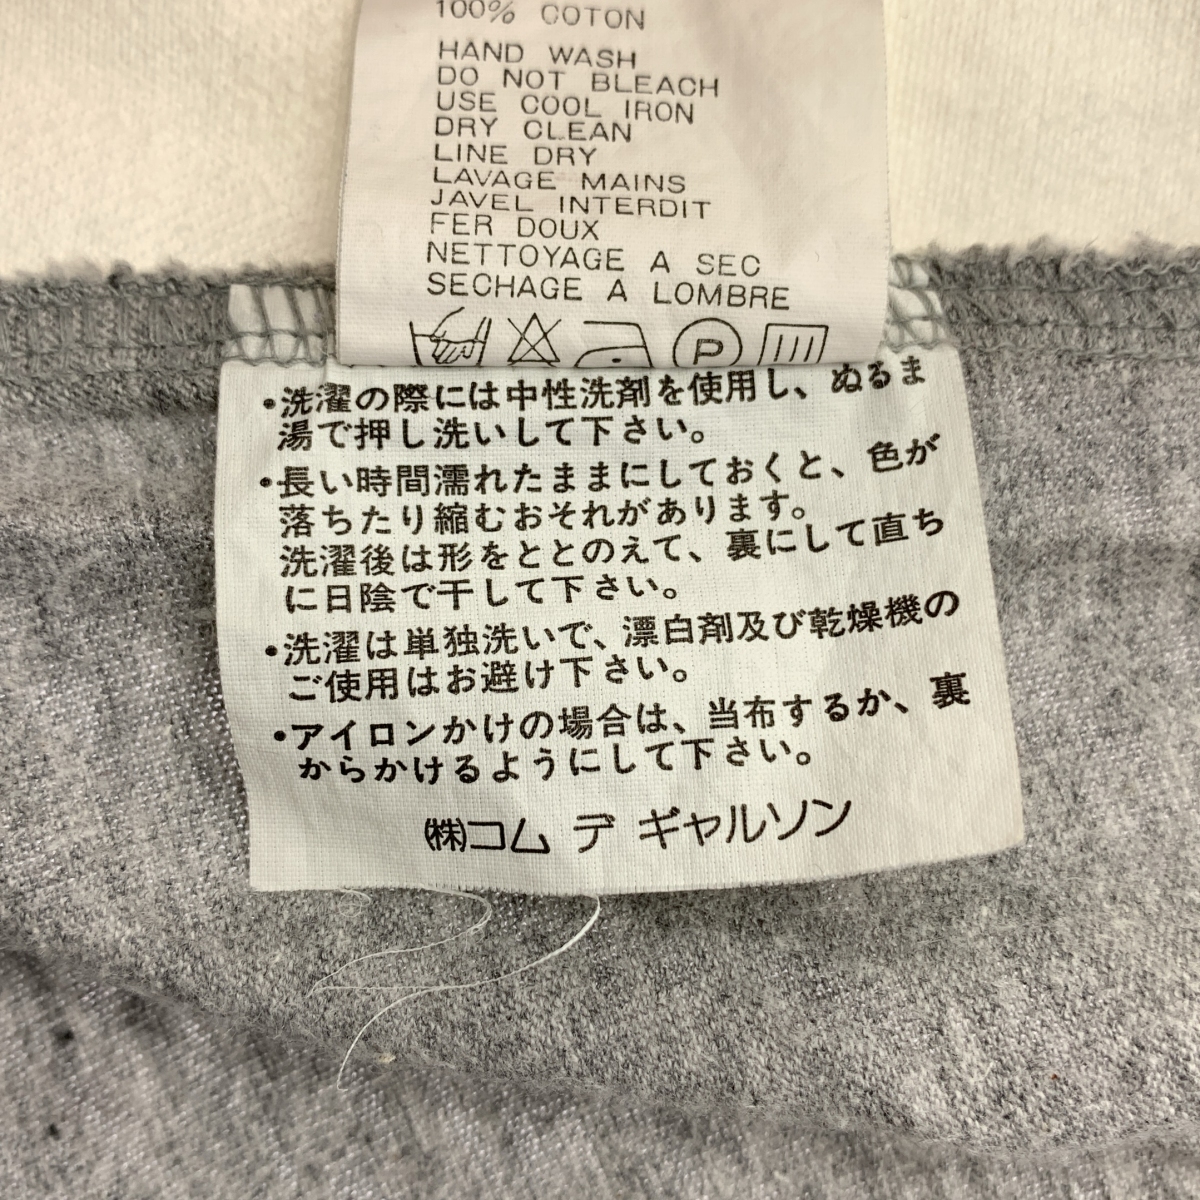 100% COTON
HAND WASH
DO NOT BLEACH
USE COOL IRON
DRY CLEAN
LINE DRY
LAVAGE MAINS
JAVEL INTERDIT
FER DOUX
NETTOYAGE A SEC
SECHAGE A LOMBRE
P
•洗濯の際には中性洗剤を使用し、ぬるま
湯で押し洗いして下さい。
•長い時間濡れたままにしておくと、色が
落ちたり縮むおそれがあります。
洗濯後は形をととのえて、裏にして直ち
に日陰で干して下さい。
•洗濯は単独洗いで、漂白剤及び乾燥機の
ご使用はお避け下さい。
•アイロンかけの場合は、当布するか、裏
からかけるようにして下さい。
㈱コム デ ギャルソン